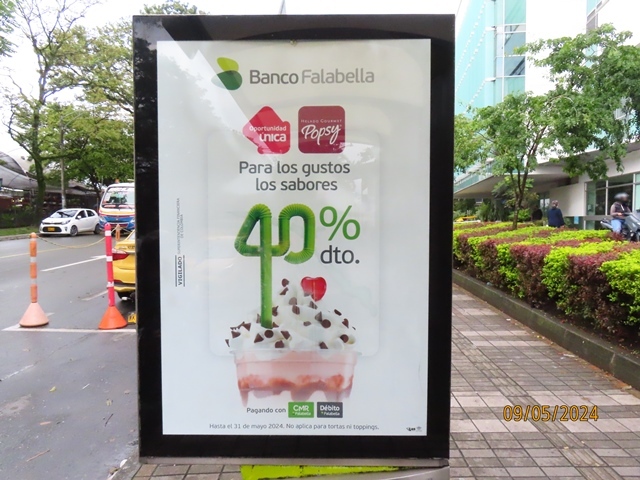 Banco Falabella
Oportunidad
única
HELADO GOURMET
Popsy
Para los gustos
los sabores
40%
dto.
VIGILADO
Pagando con CMR Falabella Débito Falabella
Hasta el 31 de mayo 2024. No aplica para tortas ni toppings.
09/05/2024